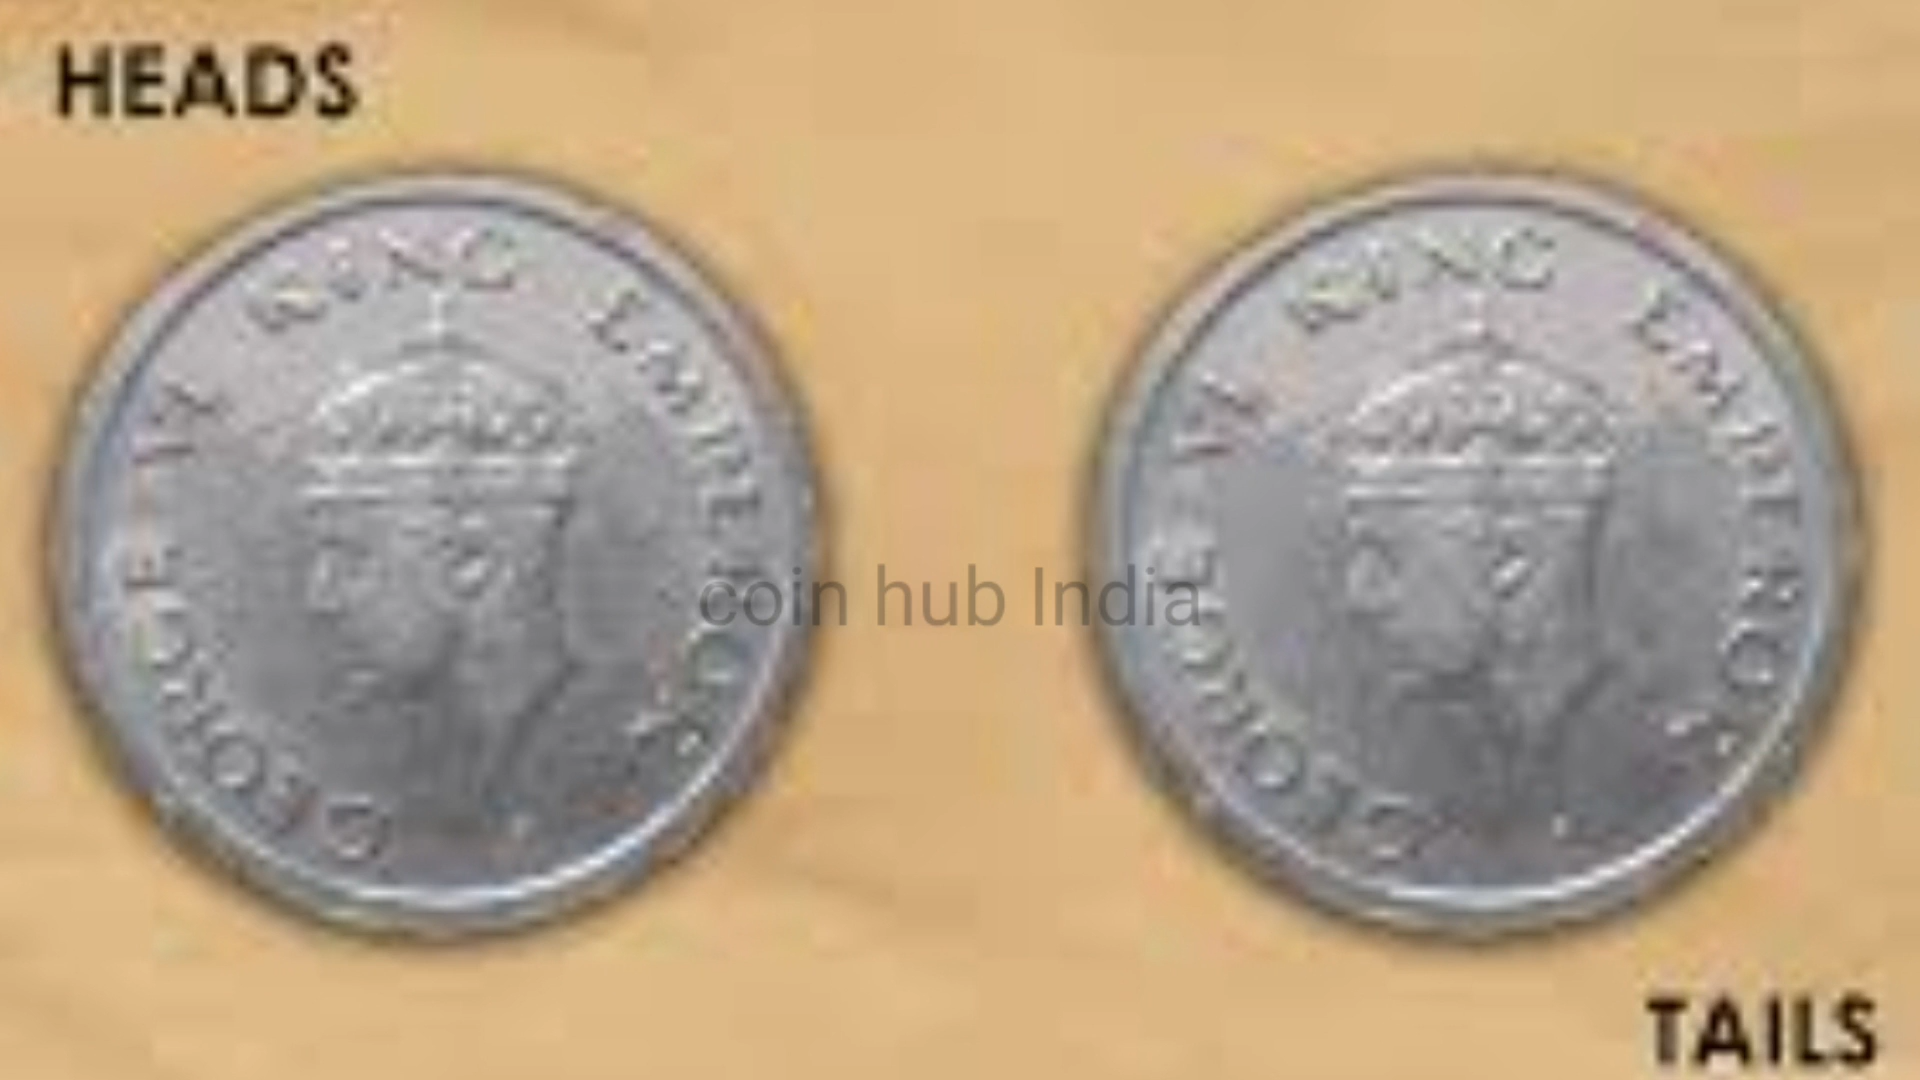 HEADS
GEORGE VI KING EMPEROR
GEORGE VI KING EMPEROR
coin hub India
TAILS